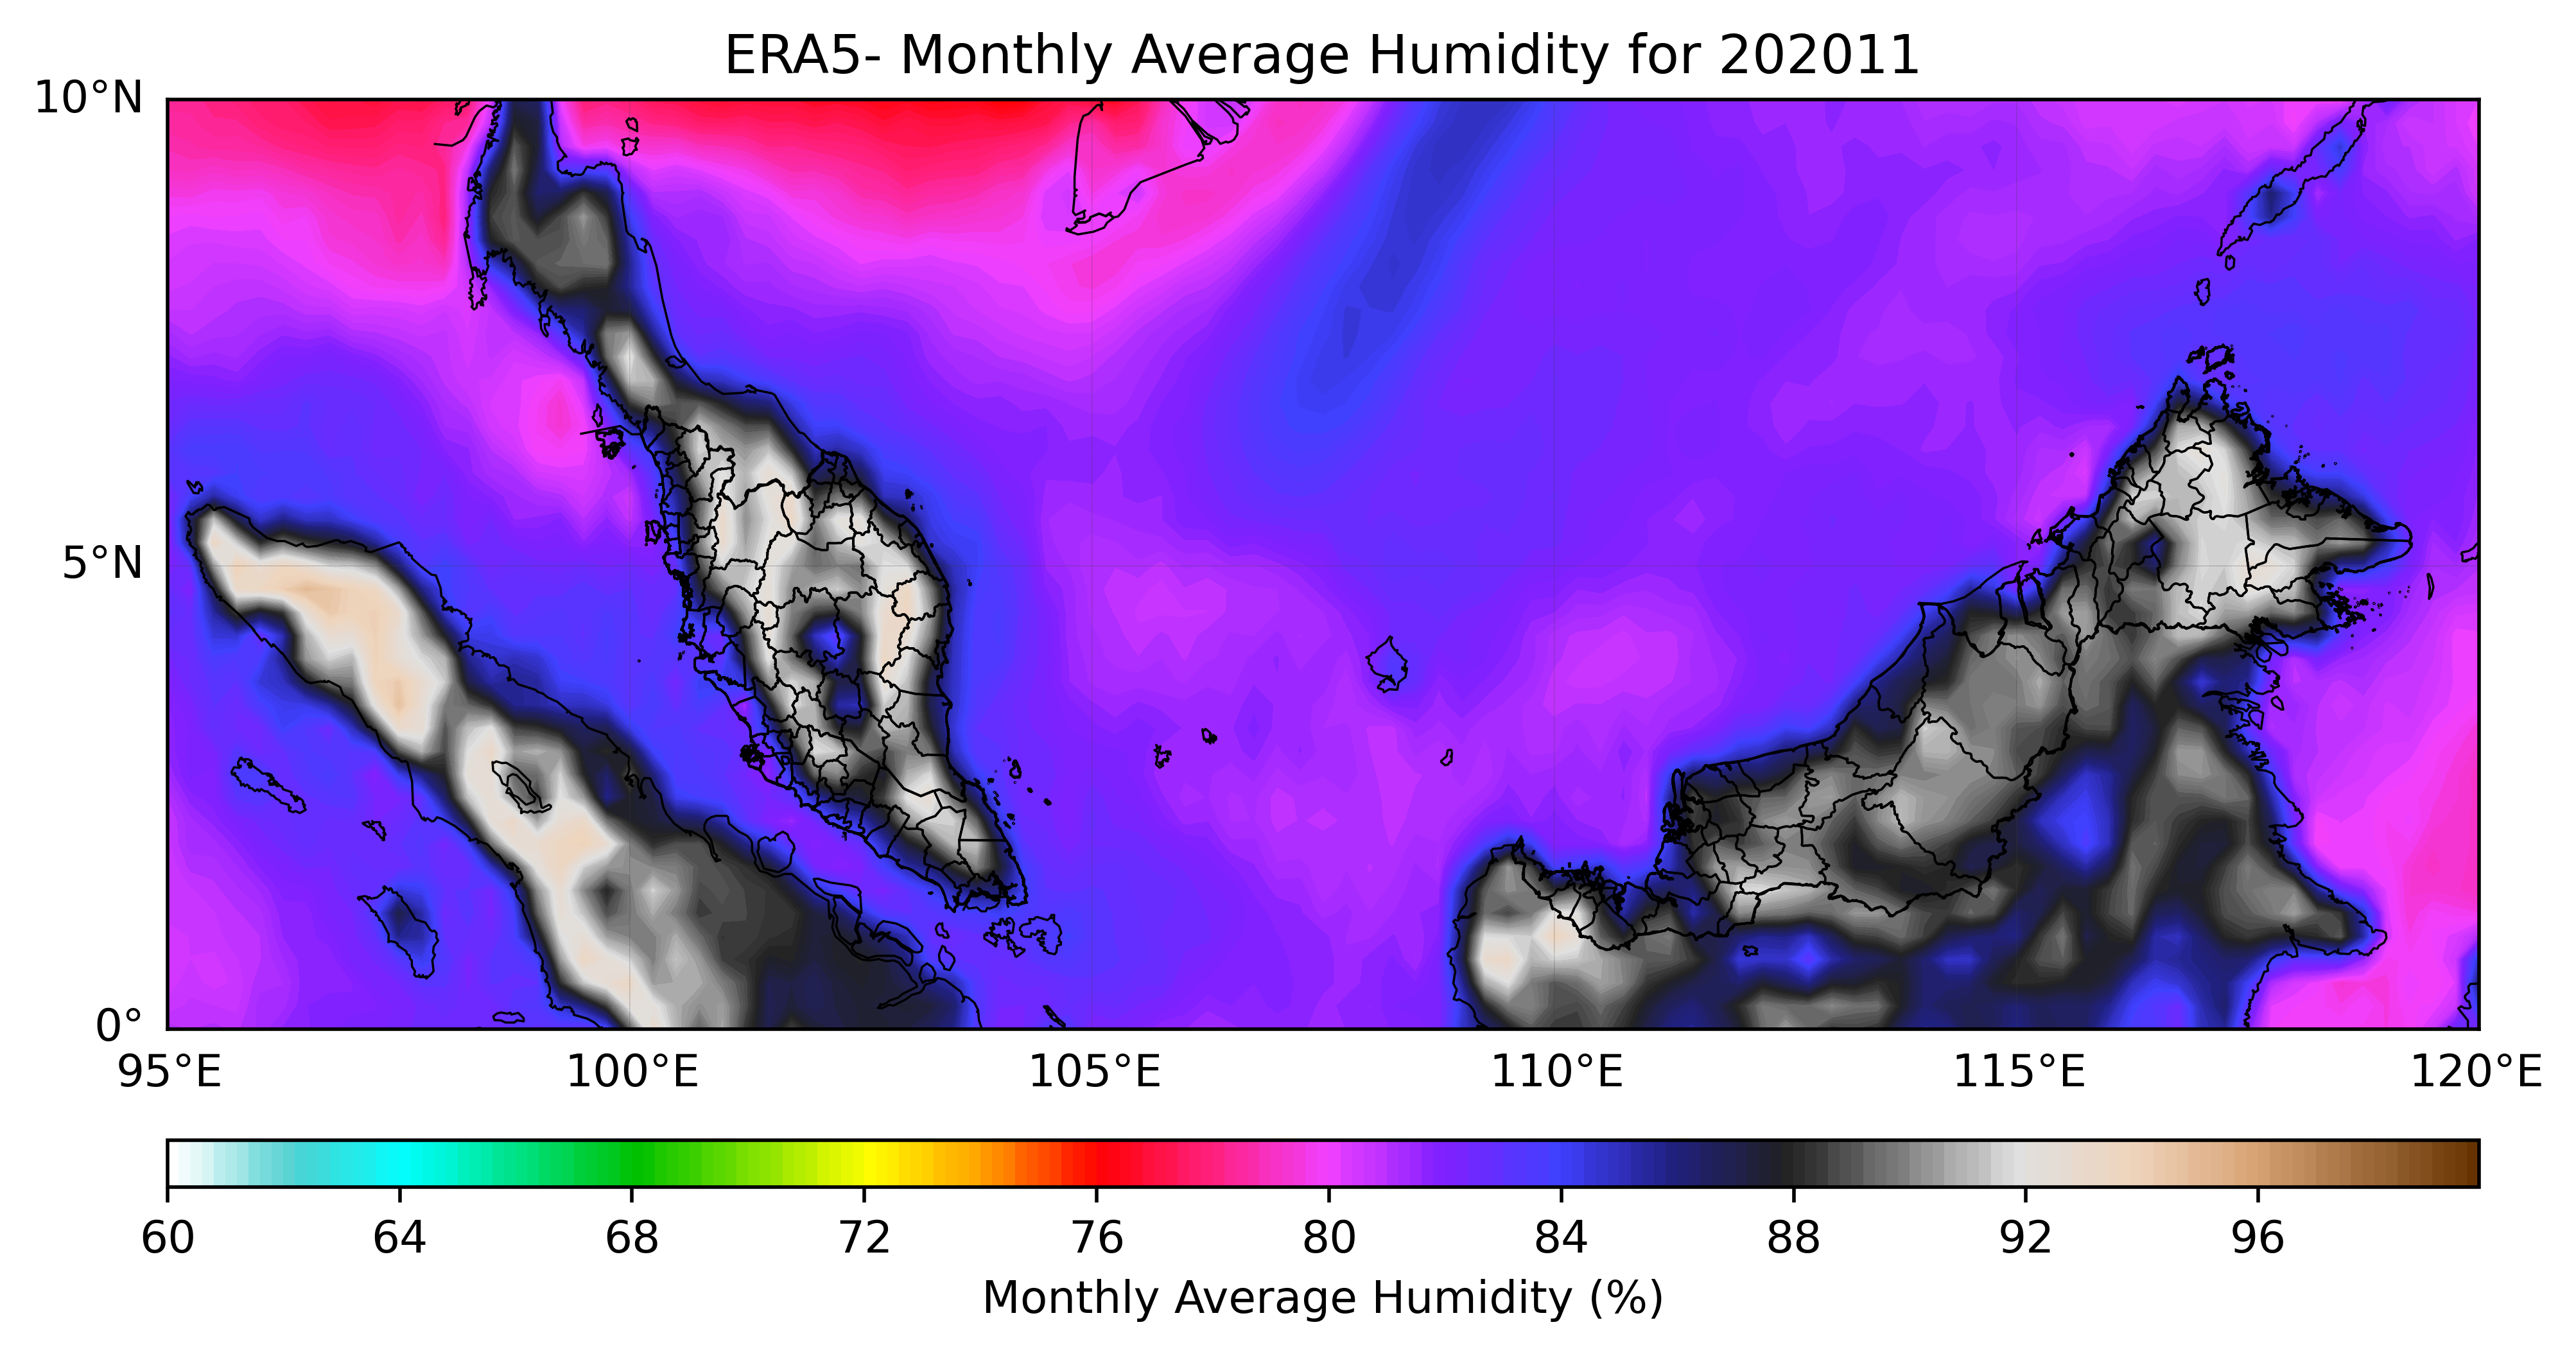 ERA5- Monthly Average Humidity for 202011
10°N
5°N
0°
95°E 100°E 105°E 110°E 115°E 120°E
60 64 68 72 76 80 84 88 92 96
Monthly Average Humidity (%)